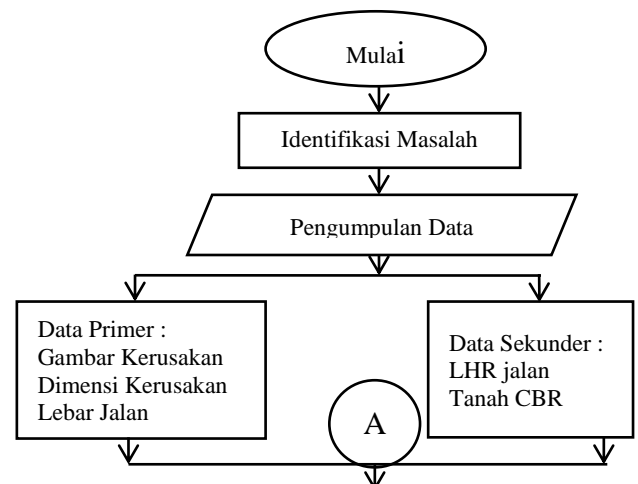 Mulai
Identifikasi Masalah
Pengumpulan Data
Data Primer :
Gambar Kerusakan
Dimensi Kerusakan
Lebar Jalan
Data Sekunder :
LHR jalan
Tanah CBR
A